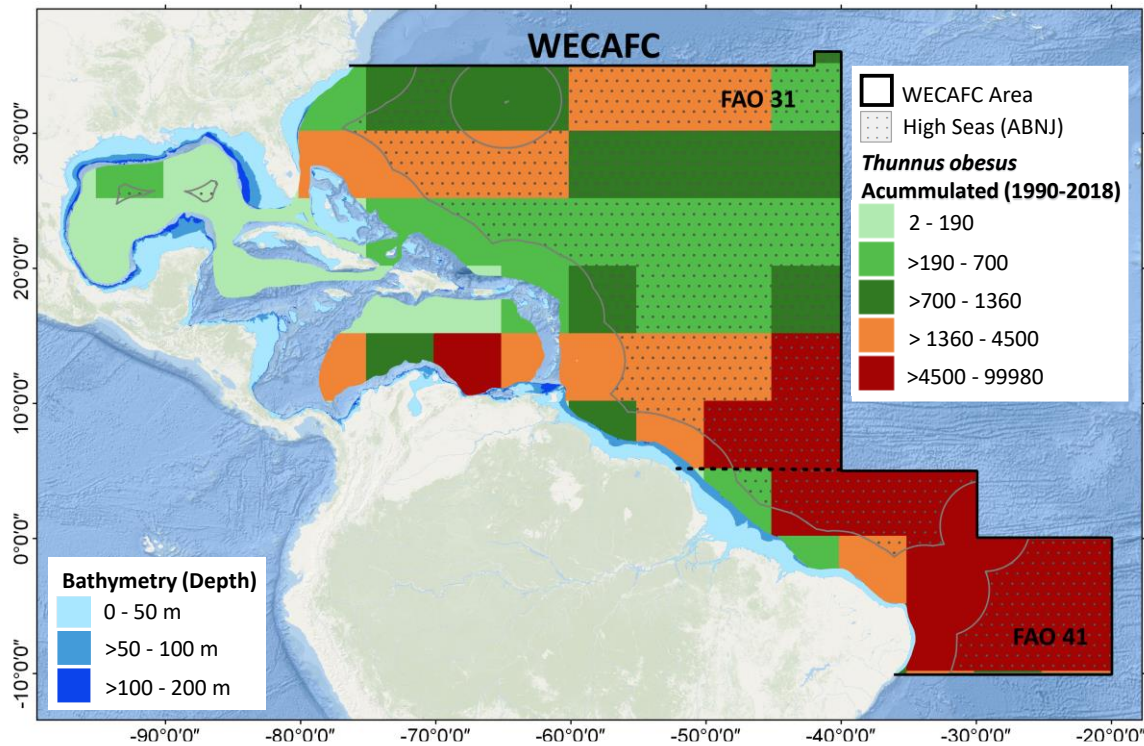 WECAFC
FAO 31
WECAFC Area
High Seas (ABNJ)
Thunnus obesus
Acummulated (1990-2018)
2 - 190
>190 - 700
>700 - 1360
> 1360 - 4500
>4500 - 99980
30°0'0"
20°0'0"
10°0'0"
0°0'0"
-10°0'0"
Bathymetry (Depth)
0 - 50 m
>50 - 100 m
>100 - 200 m
FAO 41
-90°0'0"
-80°0'0"
-70°0'0"
-60°0'0"
-50°0'0"
-40°0'0"
-30°0'0"
-20°0'0"